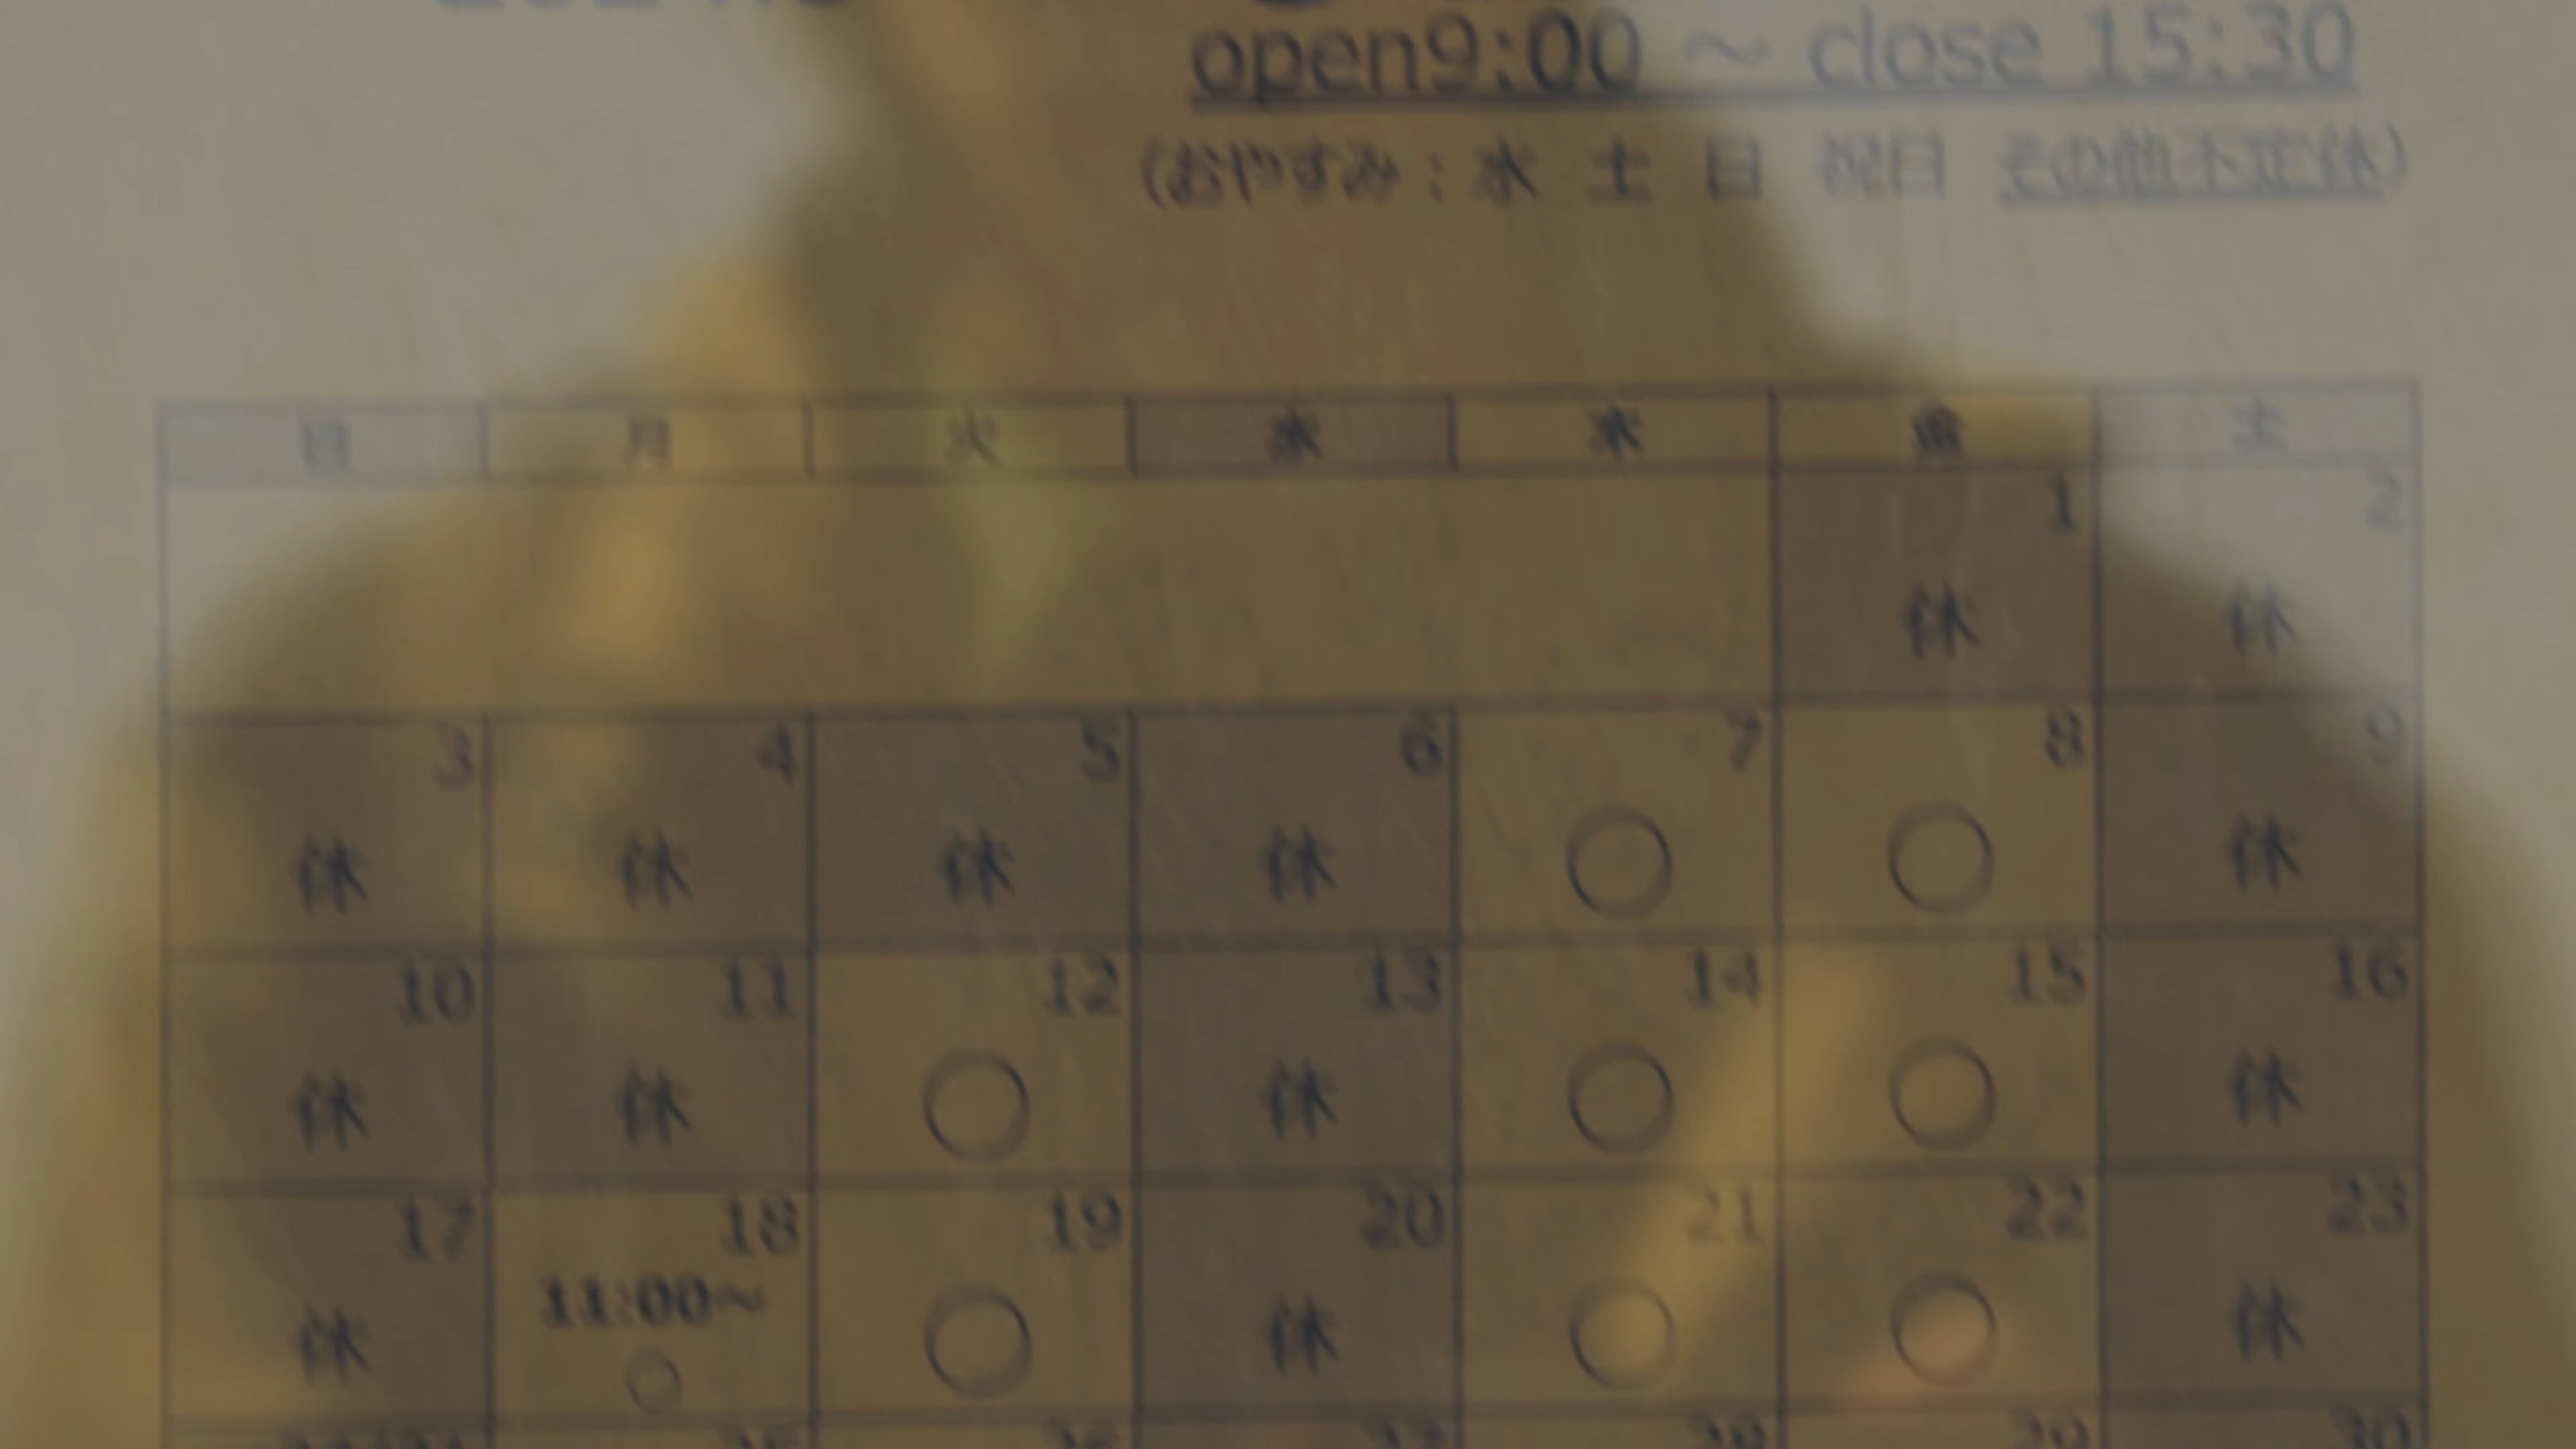 open9:00 ～ close 15:30
(おやすみ : 水 土 日 祝日 その他不定休)
日 月 火 水 木 金 土
1 2
休 休
3 4 5 6 7 8 9
休 休 休 休 ○ ○ 休
10 11 12 13 14 15 16
休 休 ○ 休 ○ ○ 休
17 18 19 20 21 22 23
休 11:00～ ○ ○ 休 ○ ○ 休